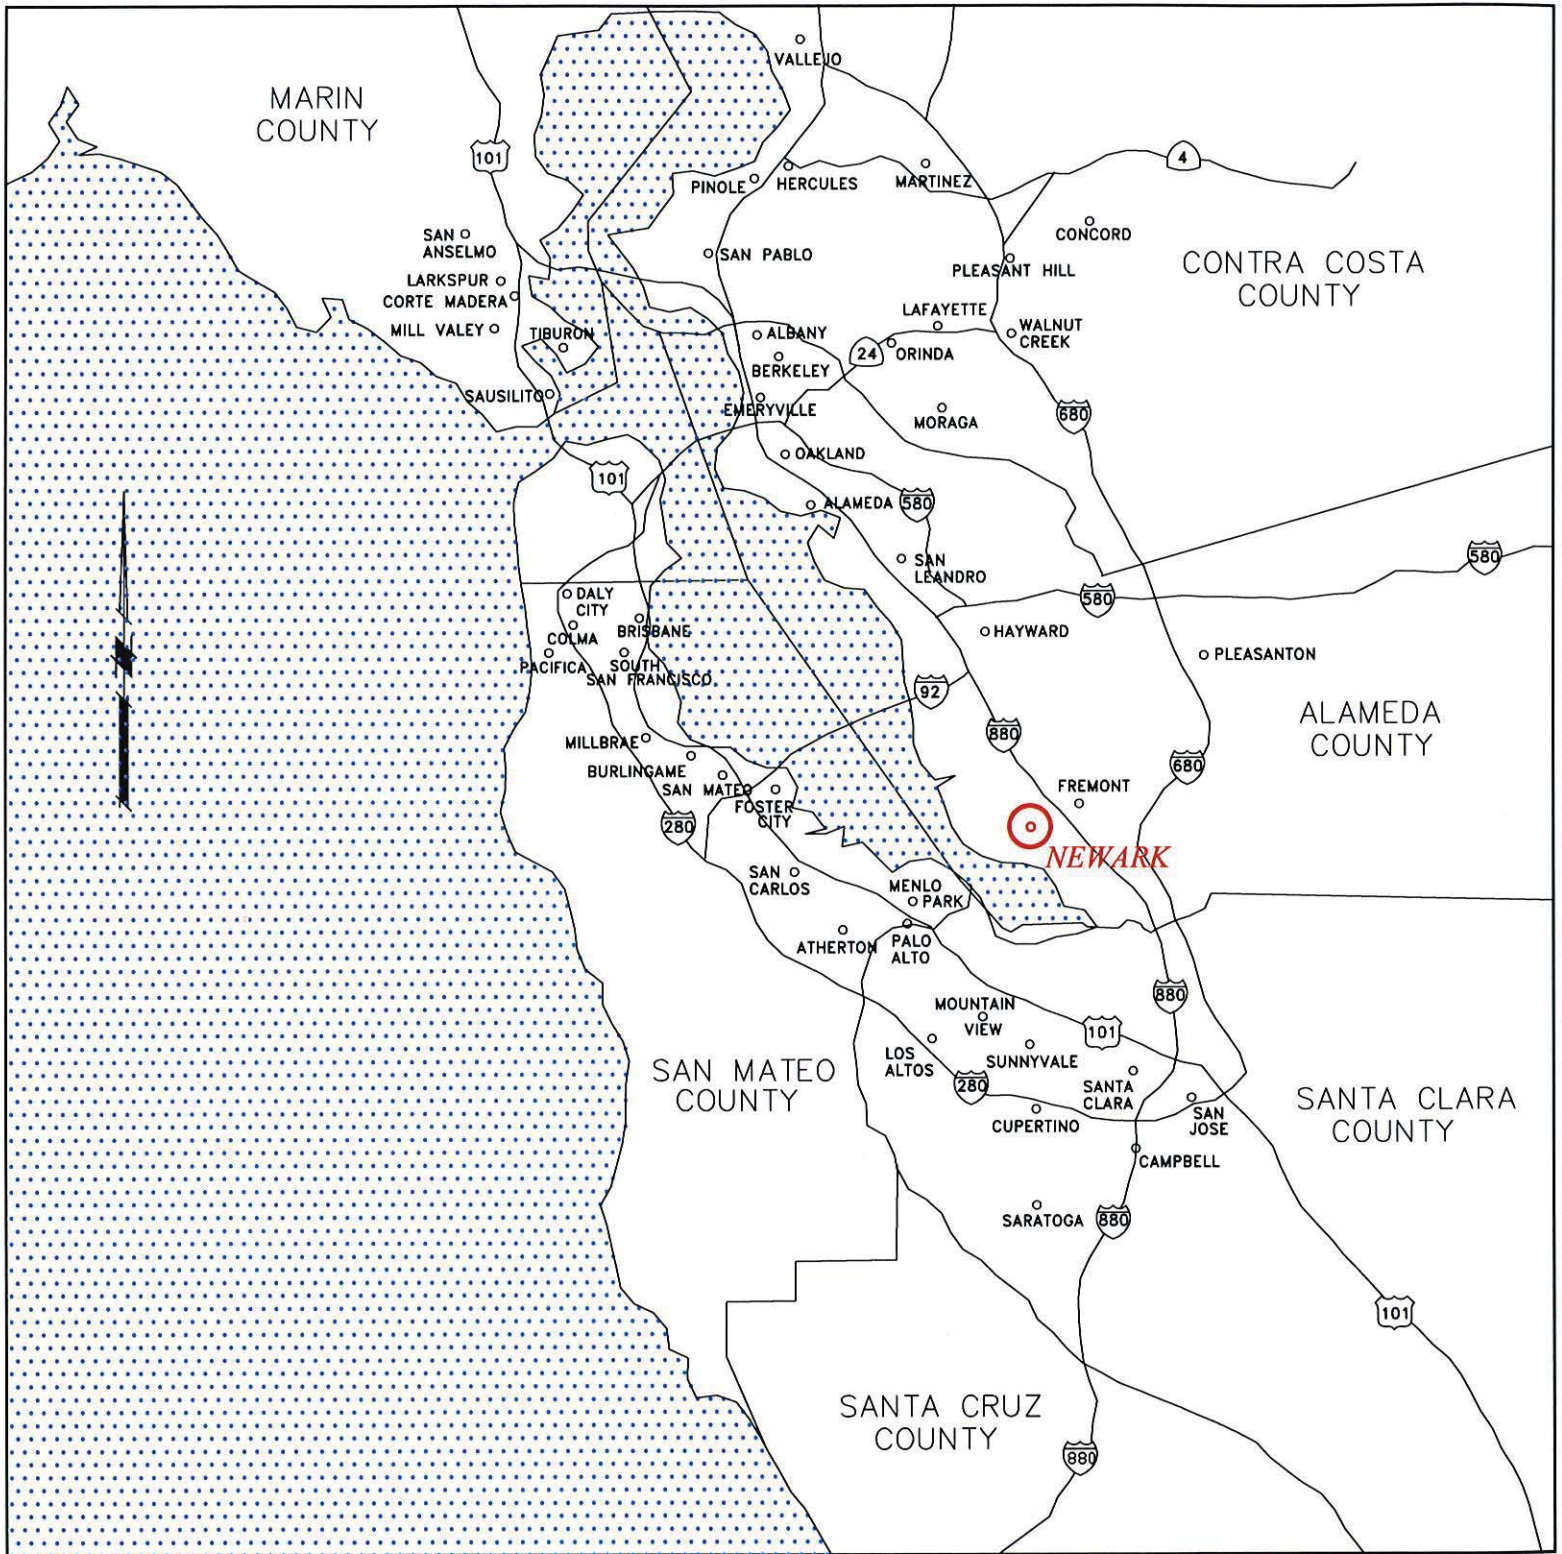 VALLEJO
MARIN
COUNTY
101
4
PINOLE
HERCULES
MARTINEZ
SAN
ANSELMO
CONCORD
SAN PABLO
PLEASANT HILL
CONTRA COSTA
COUNTY
LARKSPUR
CORTE MADERA
MILL VALEY
TIBURON
ALBANY
BERKELEY
24
LAFAYETTE
ORINDA
WALNUT
CREEK
SAUSILITO
EMERYVILLE
MORAGA
680
OAKLAND
101
ALAMEDA
580
SAN
LEANDRO
580
580
DALY
CITY
COLMA
BRISBANE
PACIFICA
SOUTH
SAN FRANCISCO
HAYWARD
PLEASANTON
92
ALAMEDA
COUNTY
880
MILLBRAE
BURLINGAME
SAN MATEO
FOSTER
CITY
680
FREMONT
280
NEWARK
SAN
CARLOS
MENLO
PARK
ATHERTON
PALO
ALTO
880
MOUNTAIN
VIEW
101
LOS
ALTOS
SUNNYVALE
SAN MATEO
COUNTY
280
SANTA
CLARA
CUPERTINO
SAN
JOSE
SANTA CLARA
COUNTY
CAMPBELL
SARATOGA
880
101
SANTA CRUZ
COUNTY
880